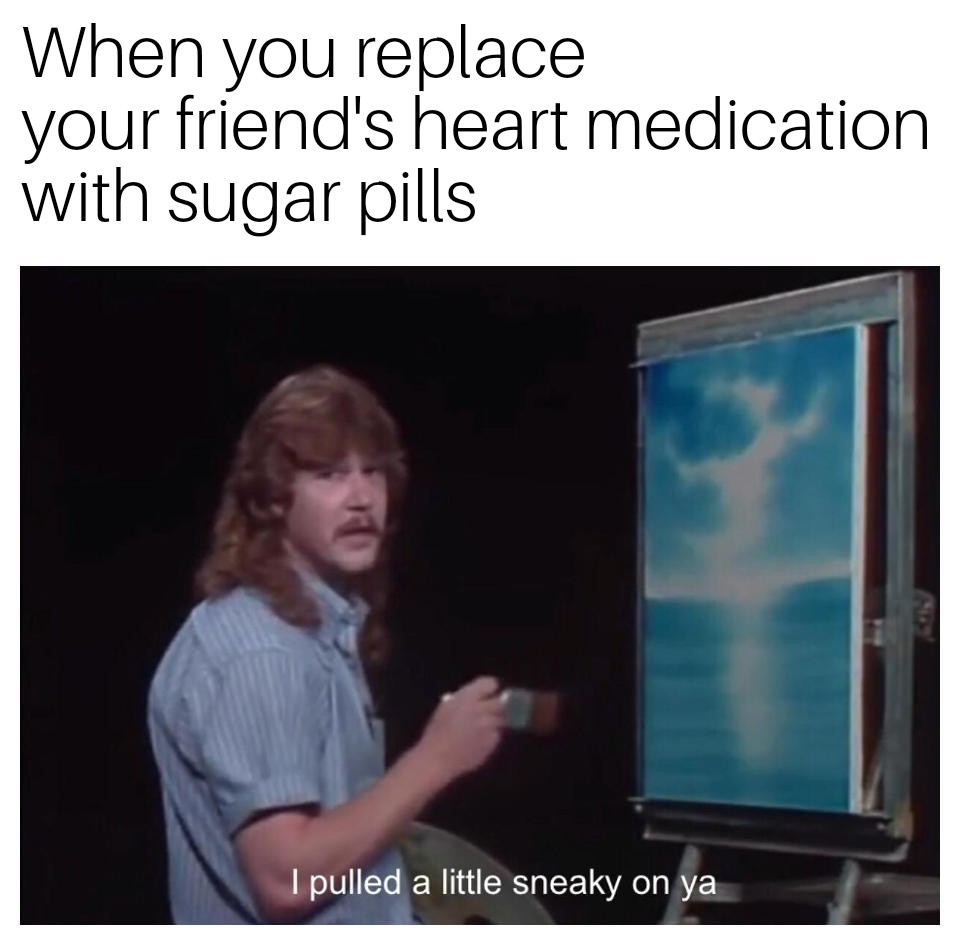 When you replace
your friend's heart medication
with sugar pills
I pulled a little sneaky on ya